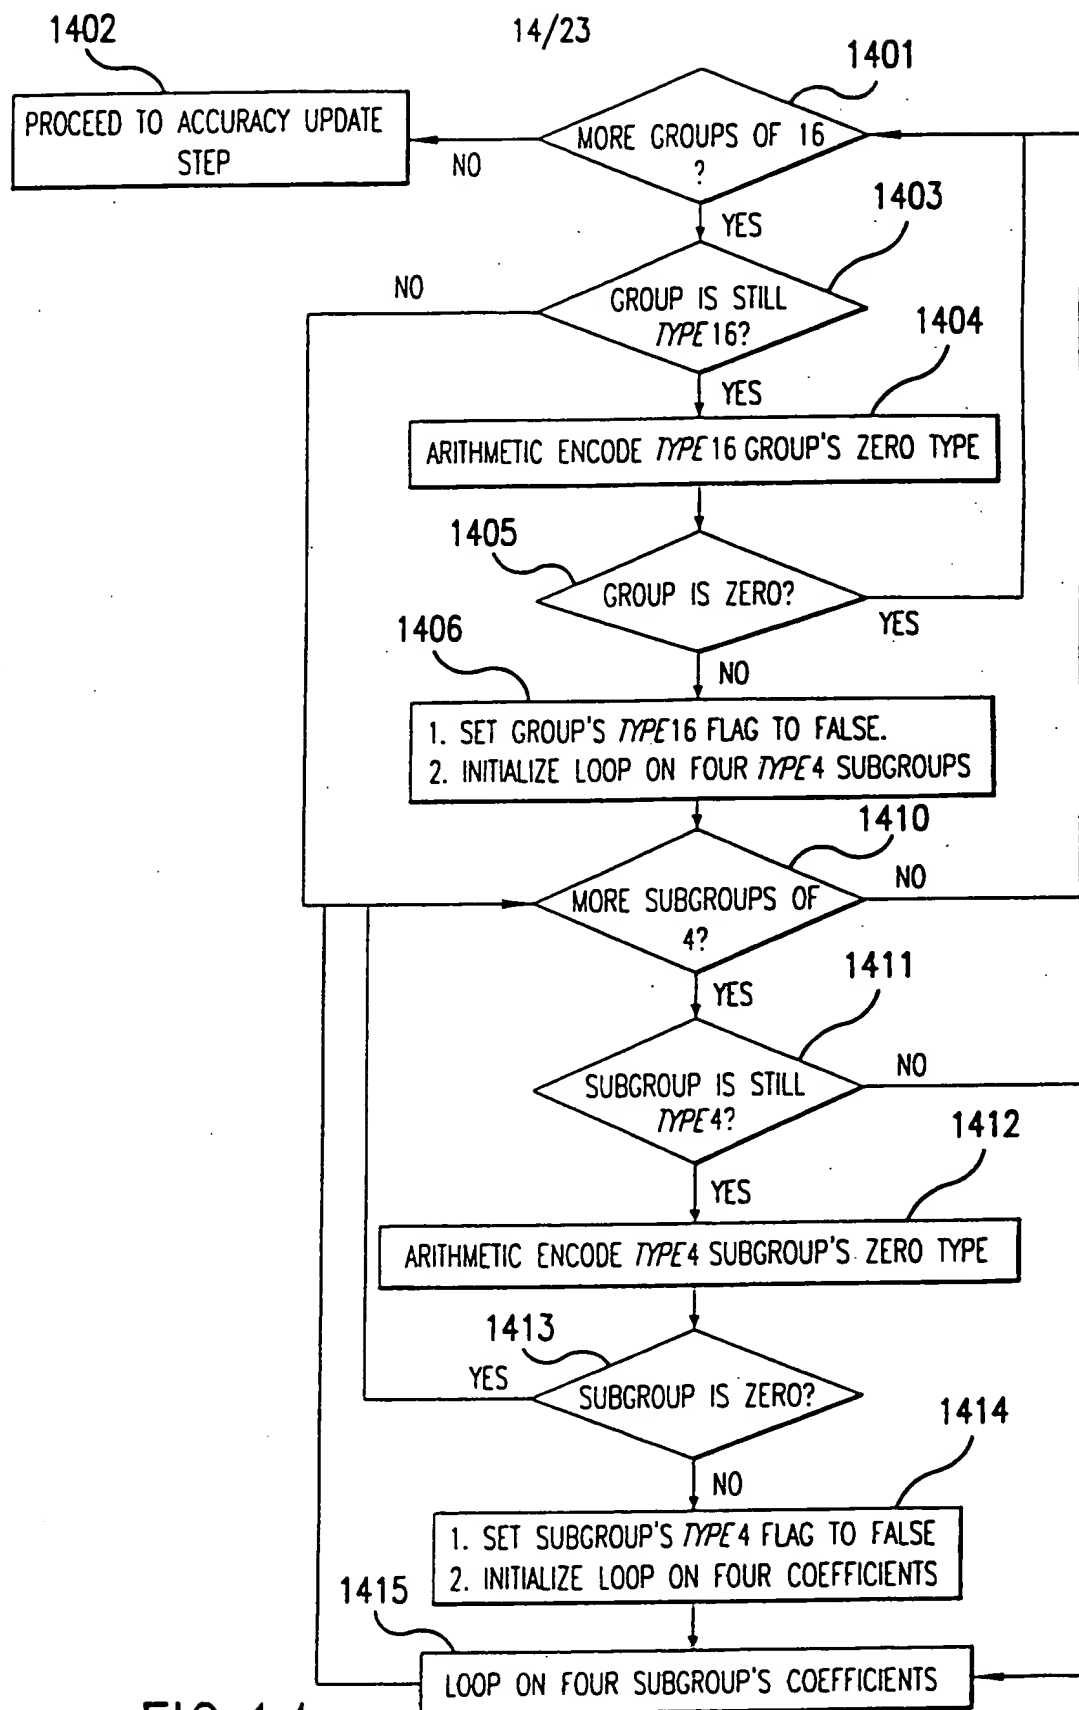 14/23
1402
1401
PROCEED TO ACCURACY UPDATE
STEP
NO
MORE GROUPS OF 16
?
YES
1403
NO
GROUP IS STILL
TYPE 16?
1404
YES
ARITHMETIC ENCODE TYPE 16 GROUP'S ZERO TYPE
1405
GROUP IS ZERO?
YES
1406
NO
1. SET GROUP'S TYPE 16 FLAG TO FALSE.
2. INITIALIZE LOOP ON FOUR TYPE 4 SUBGROUPS
1410
MORE SUBGROUPS OF
4?
NO
YES
1411
SUBGROUP IS STILL
TYPE 4?
NO
1412
YES
ARITHMETIC ENCODE TYPE 4 SUBGROUP'S ZERO TYPE
1413
YES
SUBGROUP IS ZERO?
1414
NO
1. SET SUBGROUP'S TYPE 4 FLAG TO FALSE
2. INITIALIZE LOOP ON FOUR COEFFICIENTS
1415
LOOP ON FOUR SUBGROUP'S COEFFICIENTS